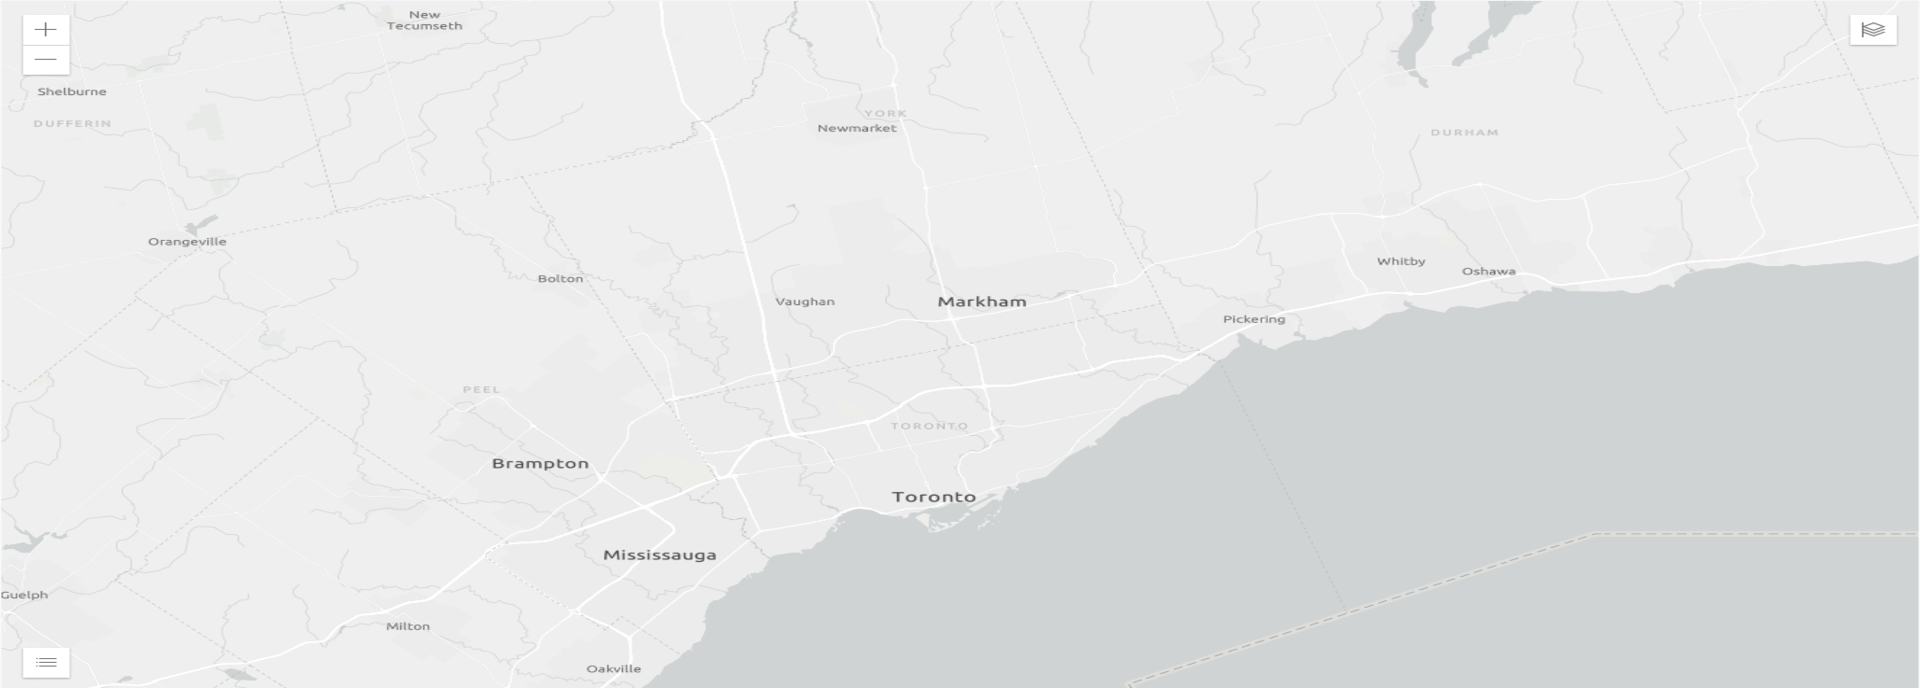 New
Tecumseth
Shelburne
DUFFERIN
YORK
Newmarket
DURHAM
Orangeville
Bolton
Whitby
Oshawa
Vaughan
Markham
Pickering
PEEL
TORONTO
Brampton
Toronto
Mississauga
Guelph
Milton
Oakville